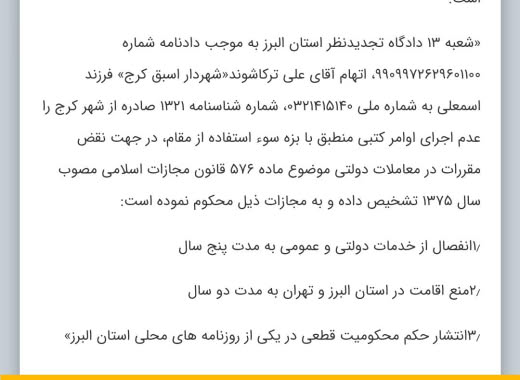 است:
«شعبه ۱۳ دادگاه تجدیدنظر استان البرز به موجب دادنامه شماره
۹۹۰۹۹۷۲۶۲۹۶۰۱۱۰۰، اتهام آقای علی ترکاشوند«شهردار اسبق کرج» فرزند
اسمعلی به شماره ملی ۰۳۲۱۴۱۵۱۴۰، شماره شناسنامه ۱۳۲۱ صادره از شهر کرج را
عدم اجرای اوامر کتبی منطبق با بزه سوء استفاده از مقام، در جهت نقض
مقررات در معاملات دولتی موضوع ماده ۵۷۶ قانون مجازات اسلامی مصوب
سال ۱۳۷۵ تشخیص داده و به مجازات ذیل محکوم نموده است:
۱٫انفصال از خدمات دولتی و عمومی به مدت پنج سال
۲٫منع اقامت در استان البرز و تهران به مدت دو سال
۳٫انتشار حکم محکومیت قطعی در یکی از روزنامه های محلی استان البرز»